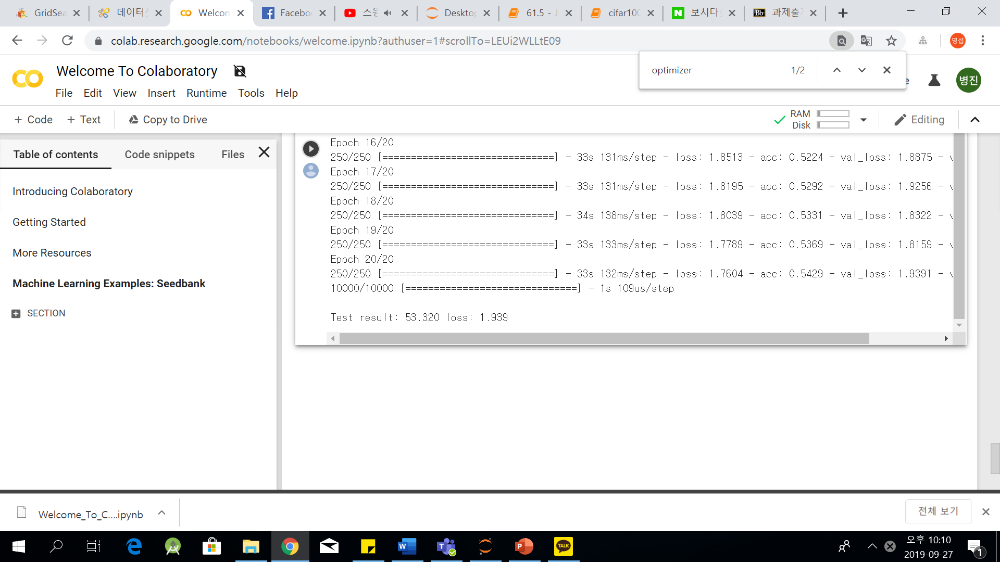 GridSea
데이터
Welcom
Facebo
스윙
Desktop
61.5 - J
cifar100
보시다
과제출
colab.research.google.com/notebooks/welcome.ipynb?authuser=1#scrollTo=LEUi2WLLtE09
명섭
optimizer 1/2
Welcome To Colaboratory
병진
File Edit View Insert Runtime Tools Help
+ Code + Text Copy to Drive
RAM
Disk
Editing
Table of contents Code snippets Files
Introducing Colaboratory
Getting Started
More Resources
Machine Learning Examples: Seedbank
SECTION
Epoch 16/20
250/250 [==============================] - 33s 131ms/step - loss: 1.8513 - acc: 0.5224 - val_loss: 1.8875 -
Epoch 17/20
250/250 [==============================] - 33s 131ms/step - loss: 1.8195 - acc: 0.5292 - val_loss: 1.9256 -
Epoch 18/20
250/250 [==============================] - 34s 138ms/step - loss: 1.8039 - acc: 0.5331 - val_loss: 1.8322 -
Epoch 19/20
250/250 [==============================] - 33s 133ms/step - loss: 1.7789 - acc: 0.5369 - val_loss: 1.8159 -
Epoch 20/20
250/250 [==============================] - 33s 132ms/step - loss: 1.7604 - acc: 0.5429 - val_loss: 1.9391 -
10000/10000 [==============================] - 1s 109us/step
Test result: 53.320 loss: 1.939
Welcome_To_C....ipynb
전체 보기
TALK
오후 10:10
2019-09-27
1